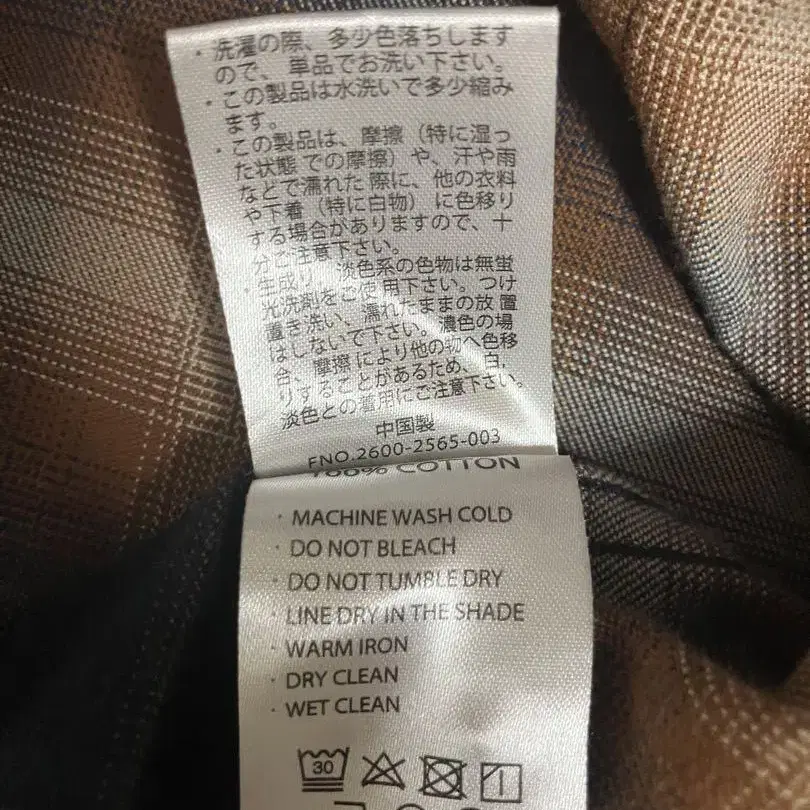 ・洗濯の際、多少色落ちします
ので、単品でお洗い下さい。
・この製品は水洗いで多少縮み
ます。
・この製品は、摩擦（特に湿っ
た状態での摩擦）や、汗や雨
などで濡れた際に、他の衣料
や下着（特に白物）に色移り
する場合がありますので、十
分ご注意下さい。
生成り、淡色系の色物は無蛍
光洗剤をご使用下さい。つけ
置き洗い、濡れたままの放置
はしないで下さい。濃色の場
合、摩擦により他の物へ色移
りすることがあるため、白,
淡色との着用にご注意下さい。
中国製
FNO.2600-2565-003
100% COTTON
・MACHINE WASH COLD
・DO NOT BLEACH
・DO NOT TUMBLE DRY
・LINE DRY IN THE SHADE
・WARM IRON
・DRY CLEAN
・WET CLEAN
30